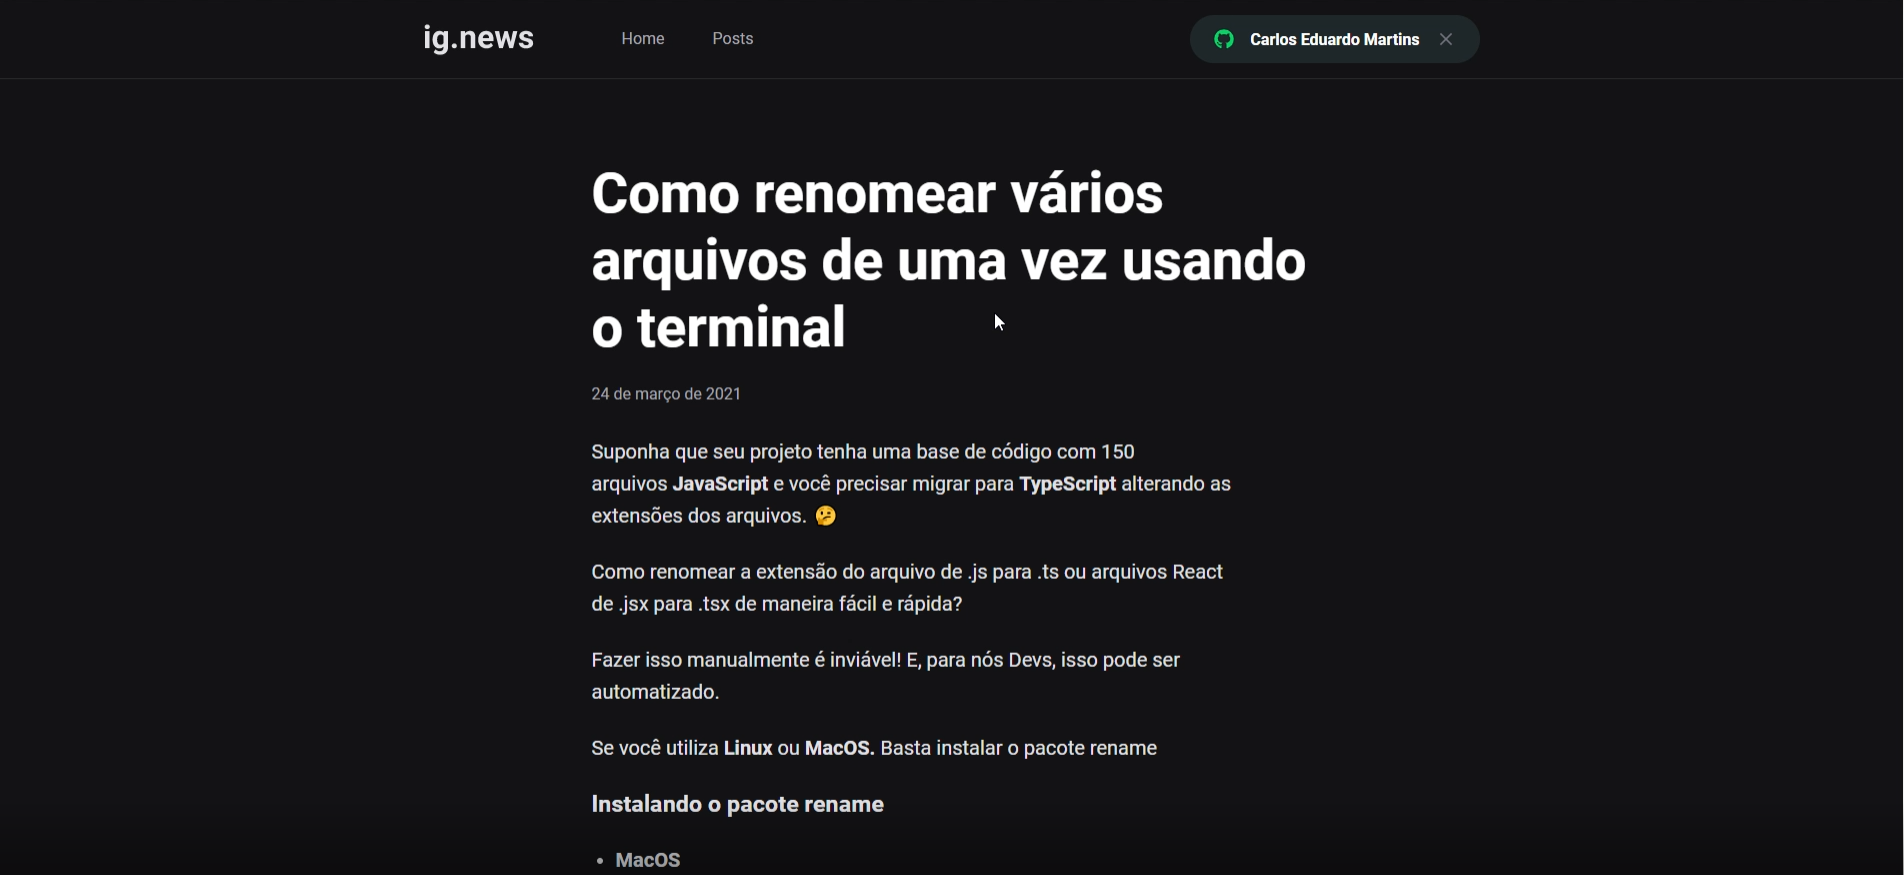 ig.news
Home
Posts
Carlos Eduardo Martins
Como renomear vários
arquivos de uma vez usando
o terminal
24 de março de 2021
Suponha que seu projeto tenha uma base de código com 150
arquivos JavaScript e você precisar migrar para TypeScript alterando as
extensões dos arquivos. 🤔
Como renomear a extensão do arquivo de .js para .ts ou arquivos React
de .jsx para .tsx de maneira fácil e rápida?
Fazer isso manualmente é inviável! E, para nós Devs, isso pode ser
automatizado.
Se você utiliza Linux ou MacOS. Basta instalar o pacote rename
Instalando o pacote rename
• MacOS